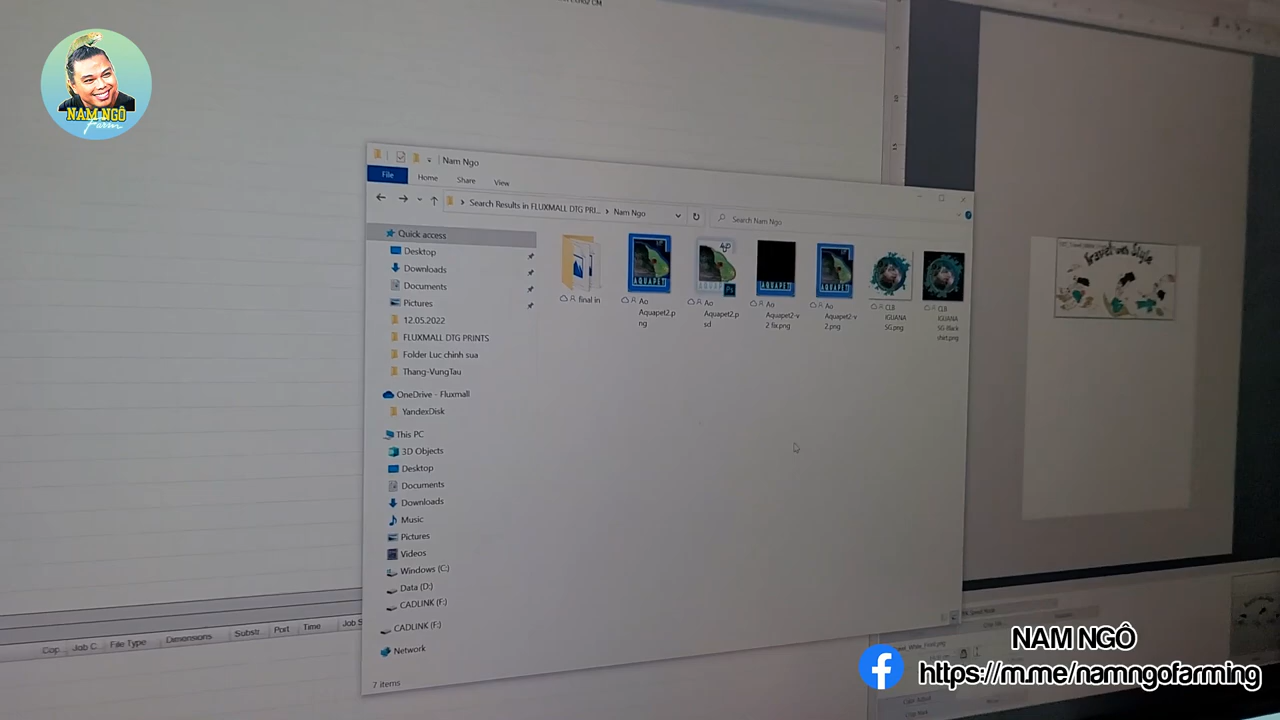 NAM NGÔ
Farm
Nam Ngo
File
Home
Share
View
Search Results in FLUXMALL DTG PRI...
Nam Ngo
Search Nam Ngo
Quick access
Desktop
Downloads
Documents
Pictures
12.05.2022
FLUXMALL DTG PRINTS
Folder Luc chinh sua
Thang-VungTau
OneDrive - Fluxmall
YandexDisk
This PC
3D Objects
Desktop
Documents
Downloads
Music
Pictures
Videos
Windows (C:)
Data (D:)
CADLINK (F:)
CADLINK (F:)
Network
7 items
final in
AQUAPET
Ao
Aquapet2.p
ng
Ao
Aquapet2.p
sd
AQUAPET
Ao
Aquapet2-v
2 fix.png
AQUAPET
Ao
Aquapet2-v
2.png
CLB
IGUANA
SG.png
CLB
IGUANA
SG-Black
shirt.png
Travel with Style
Cop
Job C
File Type
Dimensions
Substr
Port
Time
Job S
NAM NGÔ
https://m.me/namngofarming